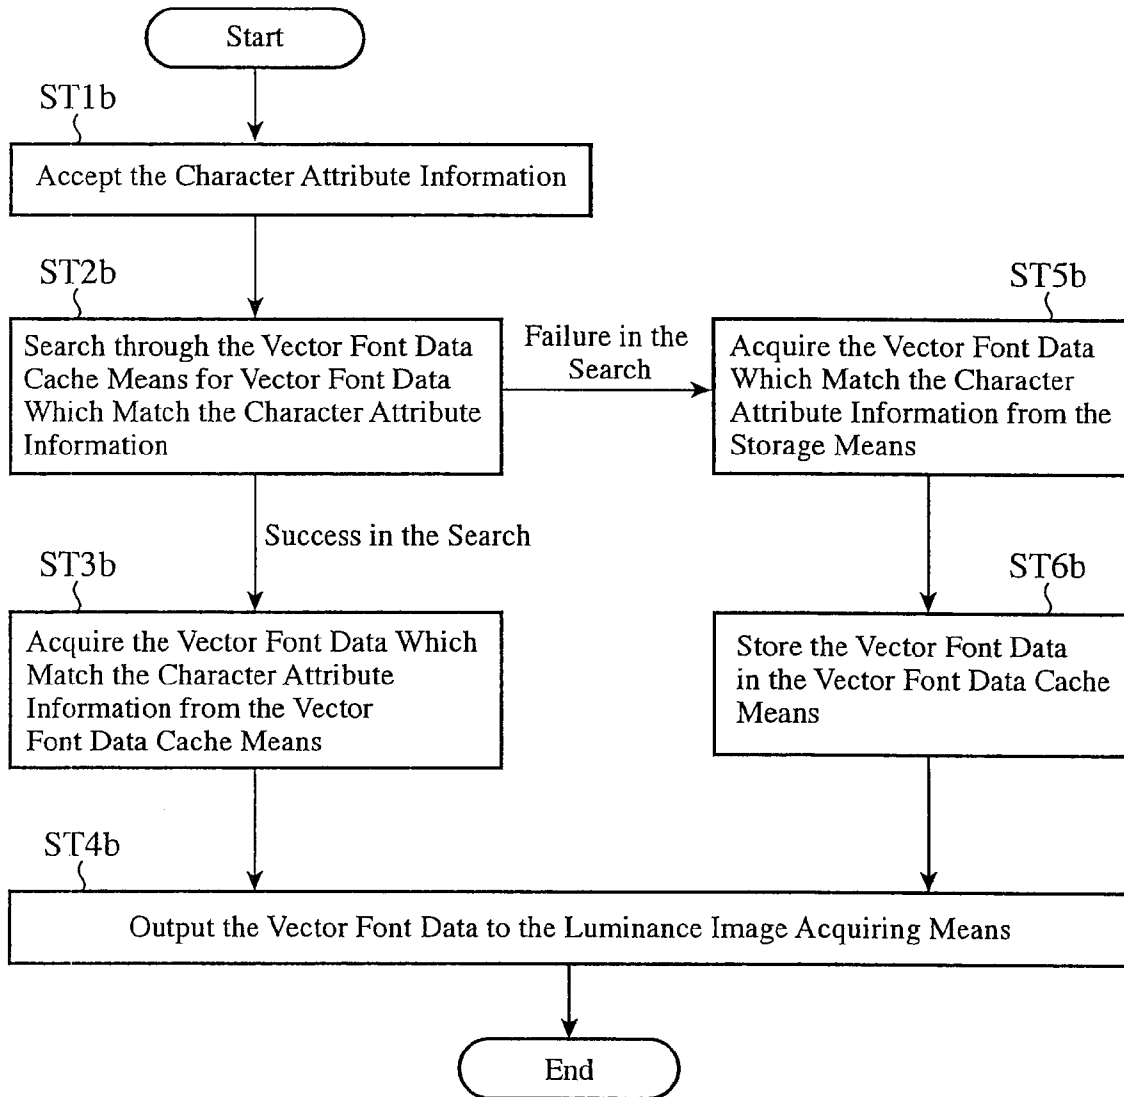 Start
ST1b
Accept the Character Attribute Information
ST2b
Search through the Vector Font Data
Cache Means for Vector Font Data
Which Match the Character Attribute
Information
Failure in the
Search
ST5b
Acquire the Vector Font Data
Which Match the Character
Attribute Information from the
Storage Means
Success in the Search
ST3b
Acquire the Vector Font Data Which
Match the Character Attribute
Information from the Vector
Font Data Cache Means
ST6b
Store the Vector Font Data
in the Vector Font Data Cache
Means
ST4b
Output the Vector Font Data to the Luminance Image Acquiring Means
End